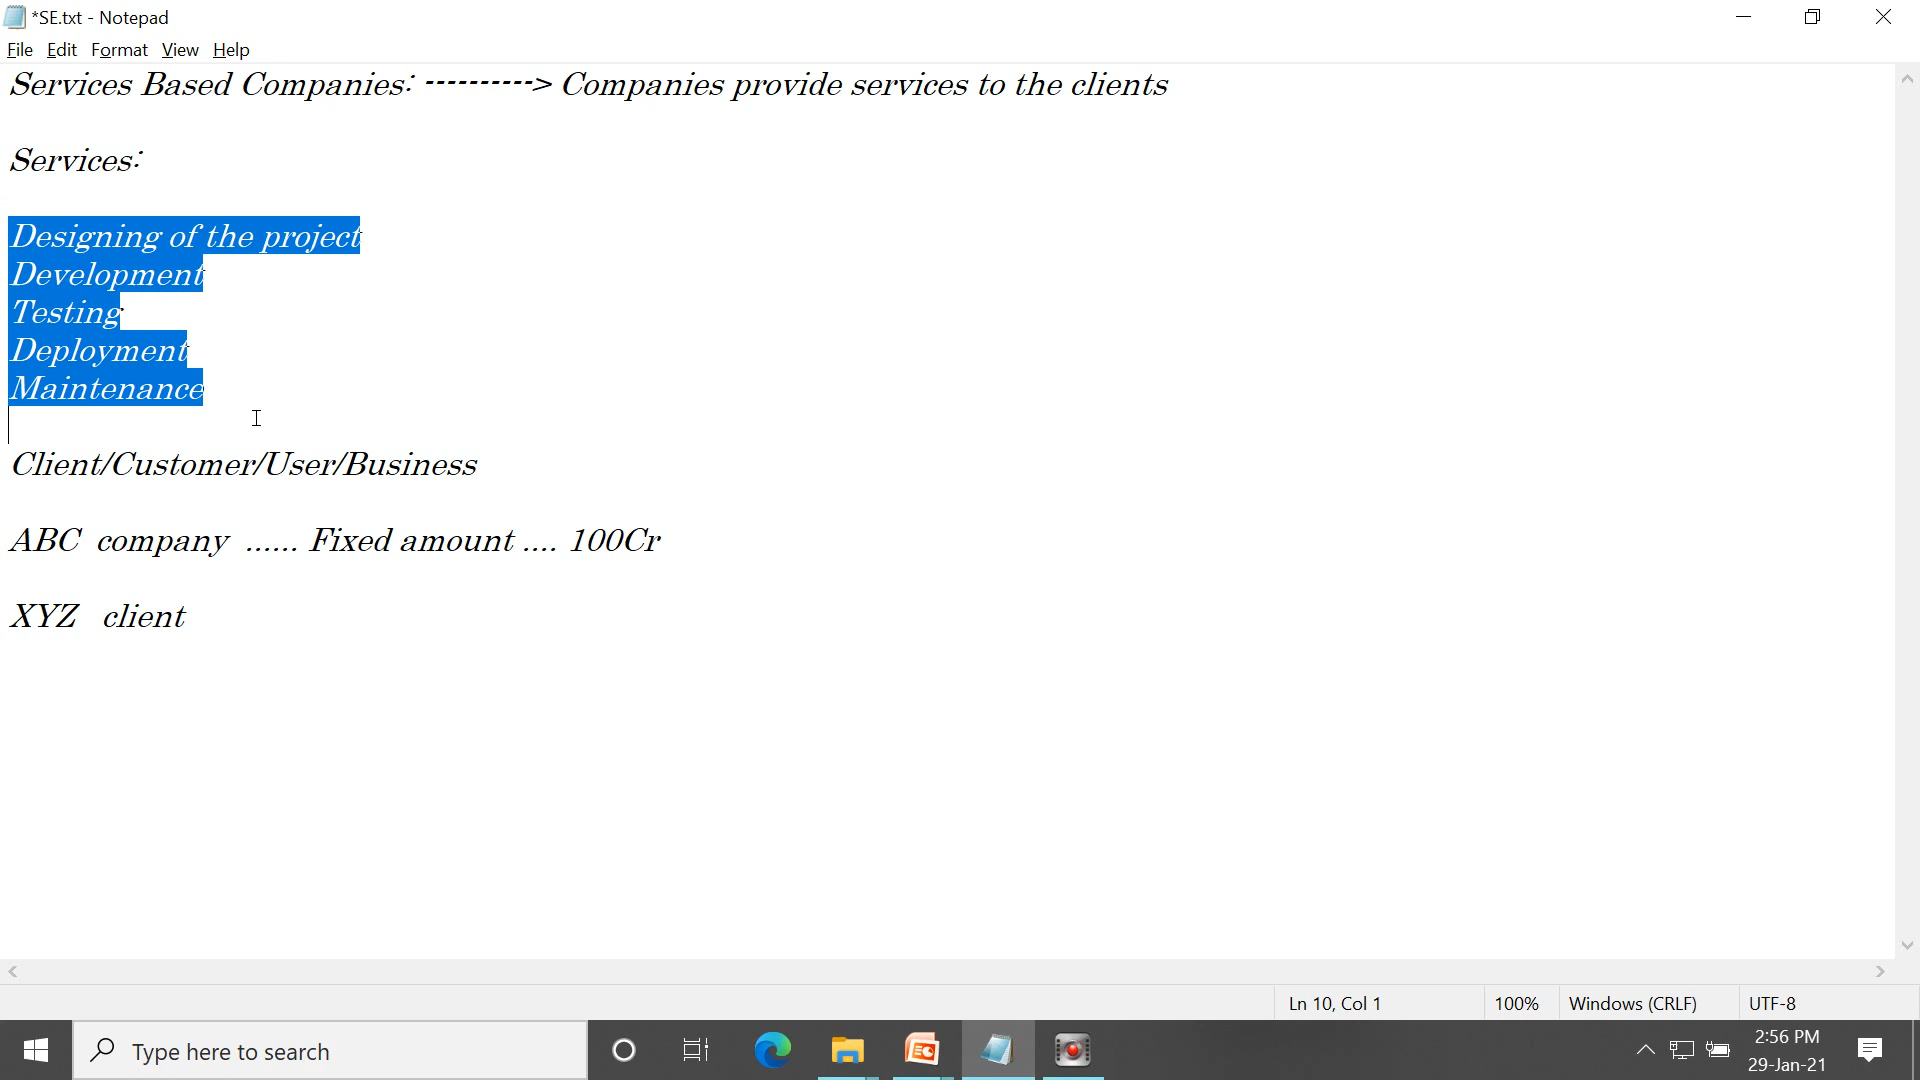 *SE.txt - Notepad
File Edit Format View Help
Services Based Companies: ----------> Companies provide services to the clients
Services:
Designing of the project
Development
Testing
Deployment
Maintenance
Client/Customer/User/Business
ABC company ...... Fixed amount .... 100Cr
XYZ client
Ln 10, Col 1 100% Windows (CRLF) UTF-8
Type here to search
2:56 PM
29-Jan-21